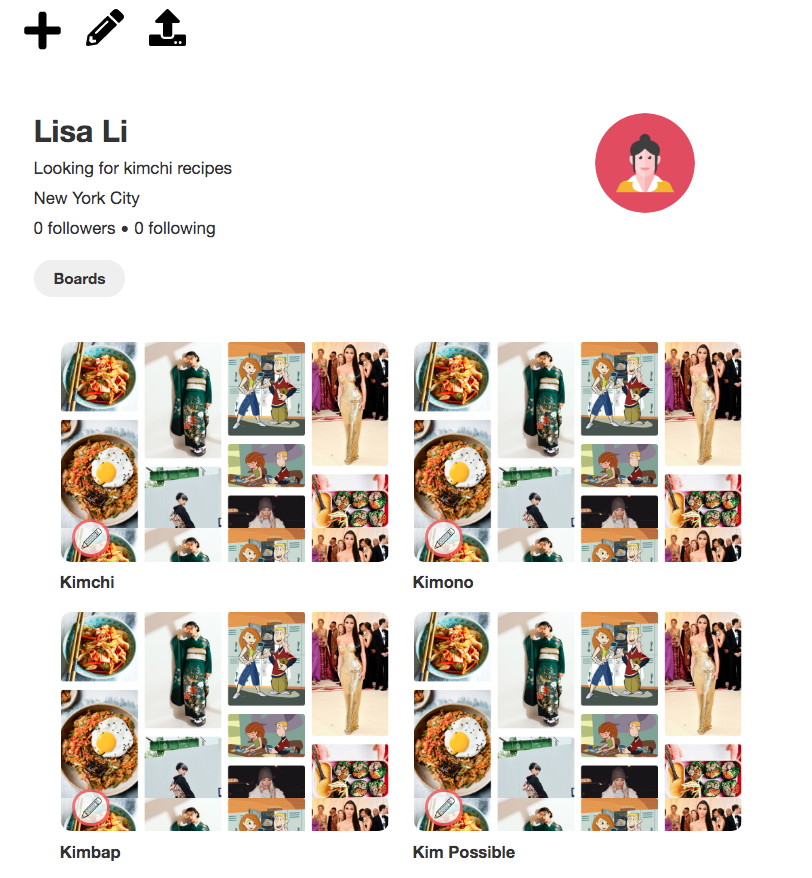 Lisa Li
Looking for kimchi recipes
New York City
0 followers • 0 following
Boards
Kimchi
Kimono
Kimbap
Kim Possible